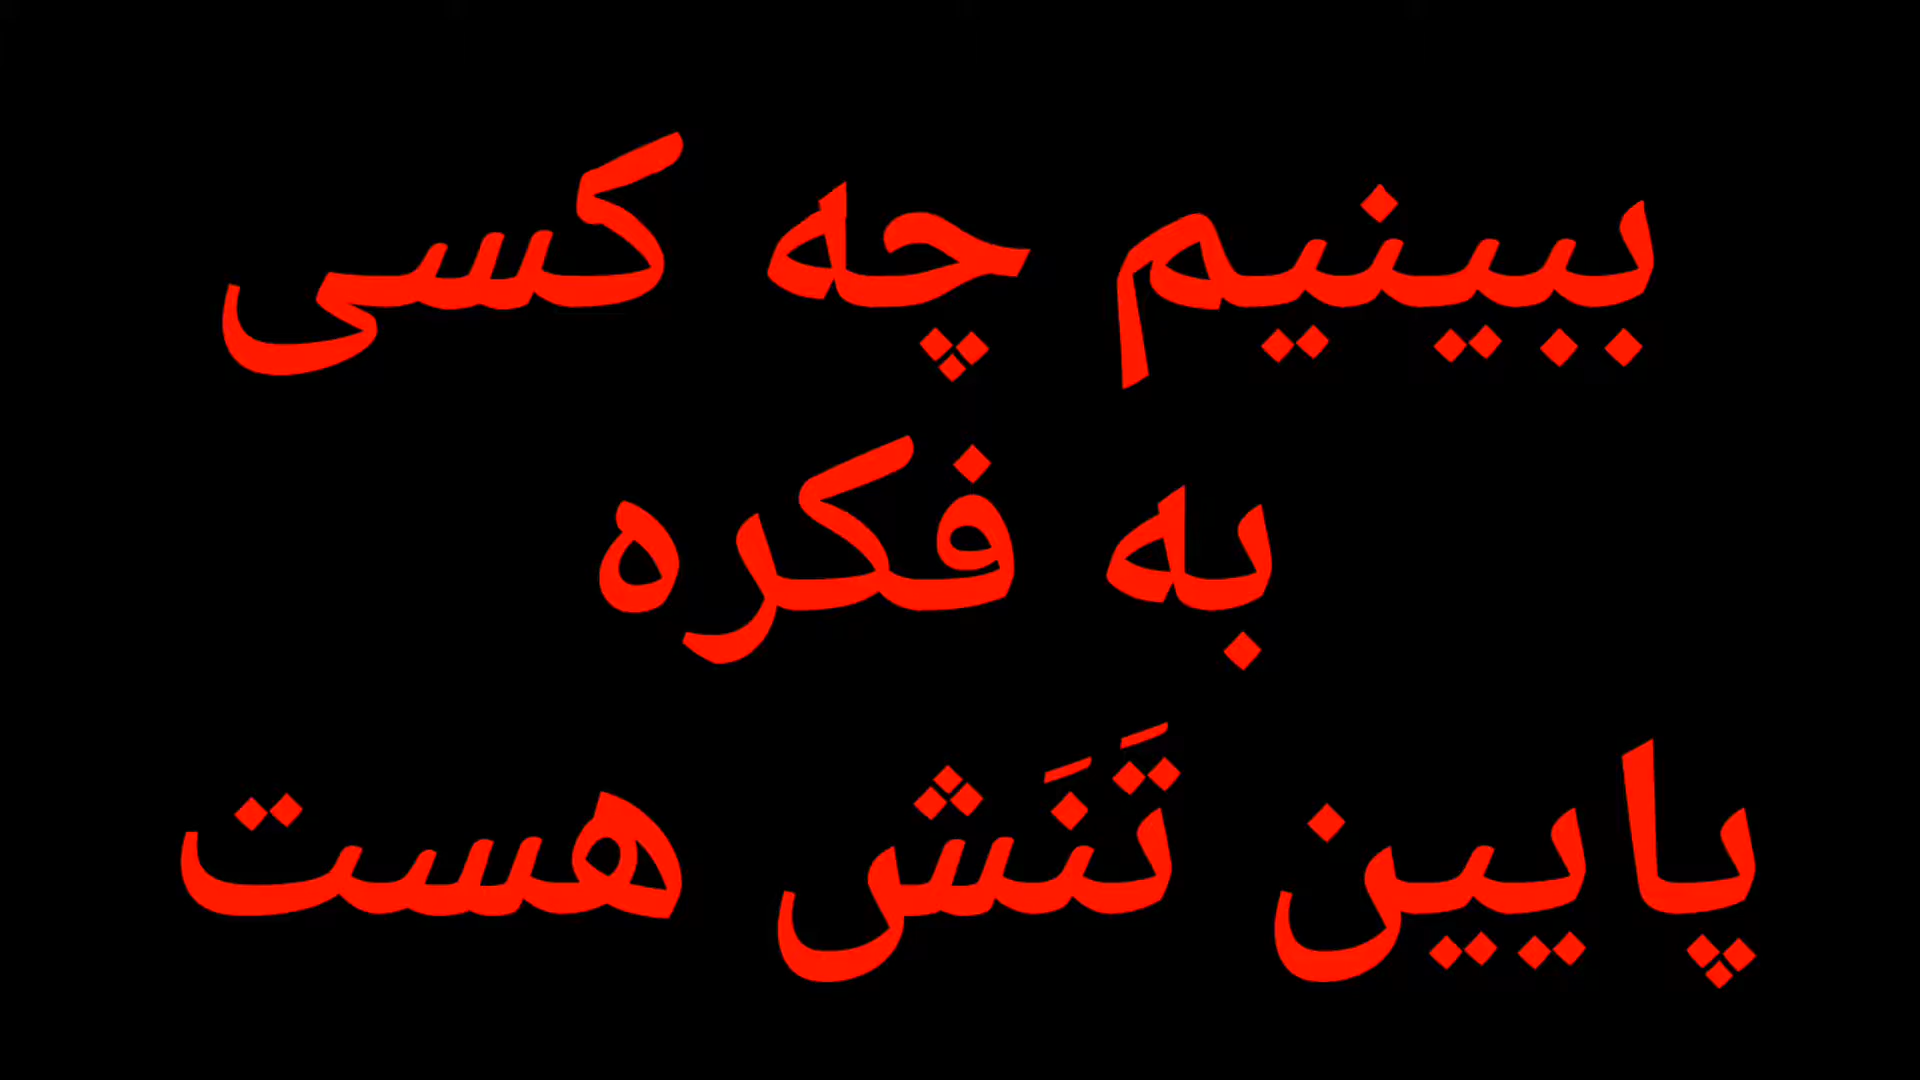 ببینیم چه کسی
به فکره
پایین تَنَش هست